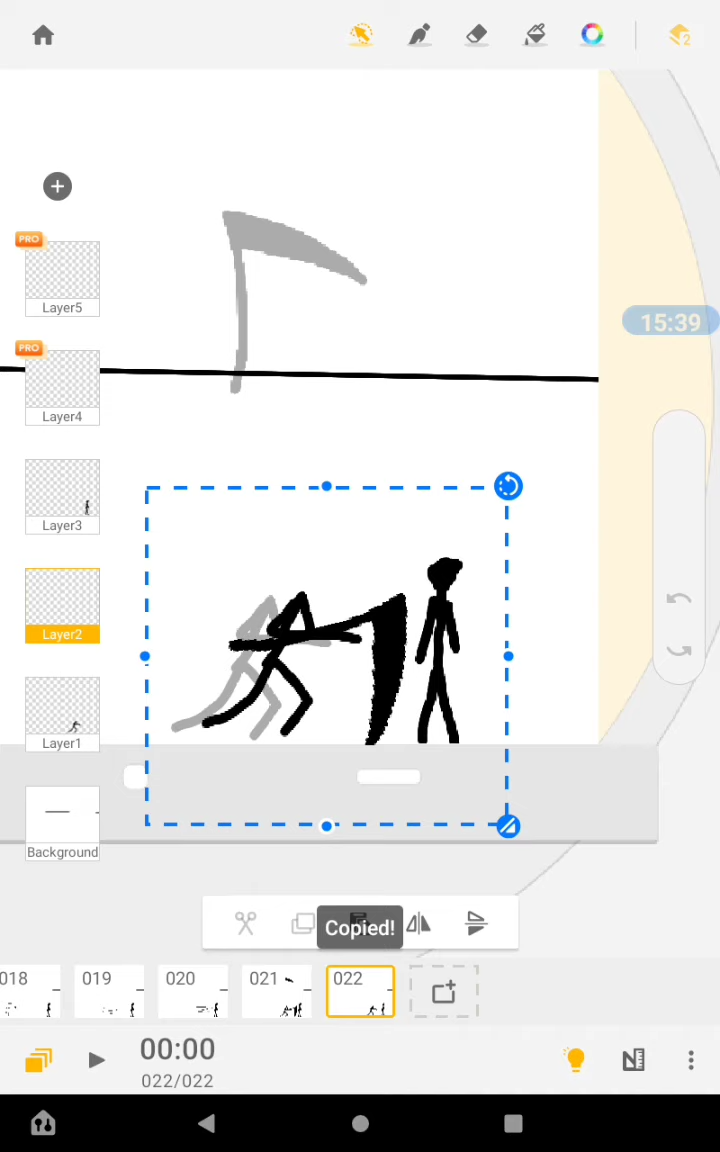 2
PRO
Layer5
15:39
PRO
Layer4
Layer3
Layer2
Layer1
Background
Copied!
018
019
020
021
022
00:00
022/022